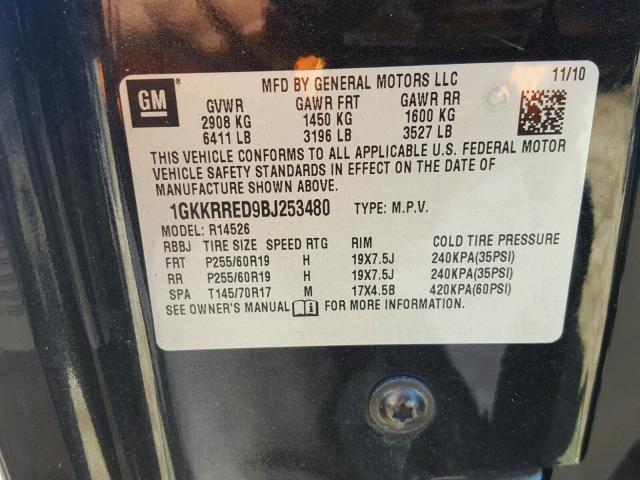 GM ® MFD BY GENERAL MOTORS LLC 11/10
GVWR GAWR FRT GAWR RR
2908 KG 1450 KG 1600 KG
6411 LB 3196 LB 3527 LB
THIS VEHICLE CONFORMS TO ALL APPLICABLE U.S. FEDERAL MOTOR
VEHICLE SAFETY STANDARDS IN EFFECT ON THE DATE OF
MANUFACTURE SHOWN ABOVE.
1GKKRRED9BJ253480 TYPE: M.P.V.
MODEL: R14526
RBBJ TIRE SIZE SPEED RTG RIM COLD TIRE PRESSURE
FRT P255/60R19 H 19X7.5J 240KPA(35PSI)
RR P255/60R19 H 19X7.5J 240KPA(35PSI)
SPA T145/70R17 M 17X4.5B 420KPA(60PSI)
SEE OWNER'S MANUAL FOR MORE INFORMATION.